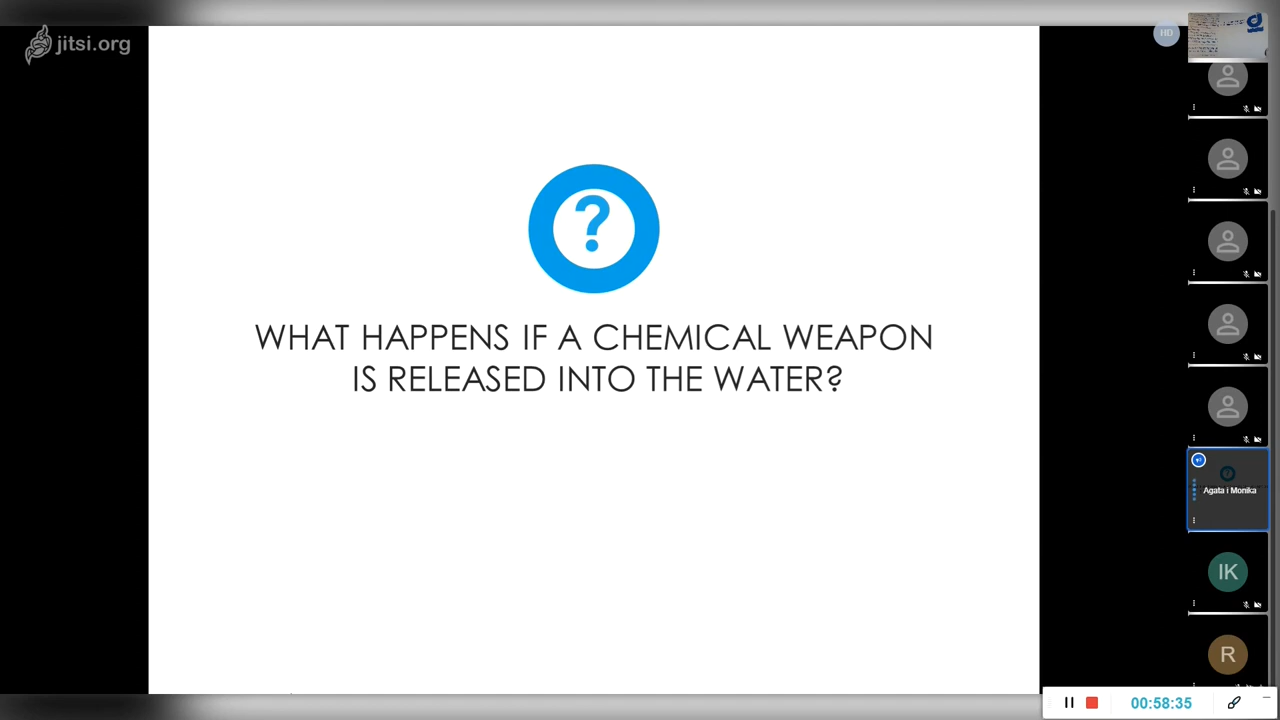 jitsi.org
HD
?
WHAT HAPPENS IF A CHEMICAL WEAPON
IS RELEASED INTO THE WATER?
Agata i Monika
IK
R
00:58:35